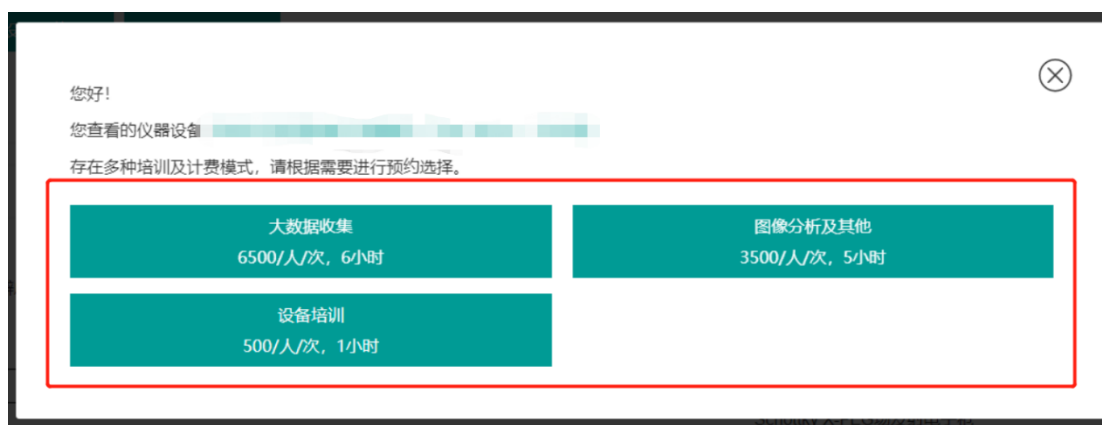 您好！
您查看的仪器设备
存在多种培训及计费模式，请根据需要进行预约选择。
大数据收集
6500/人/次，6小时
图像分析及其他
3500/人/次，5小时
设备培训
500/人/次，1小时